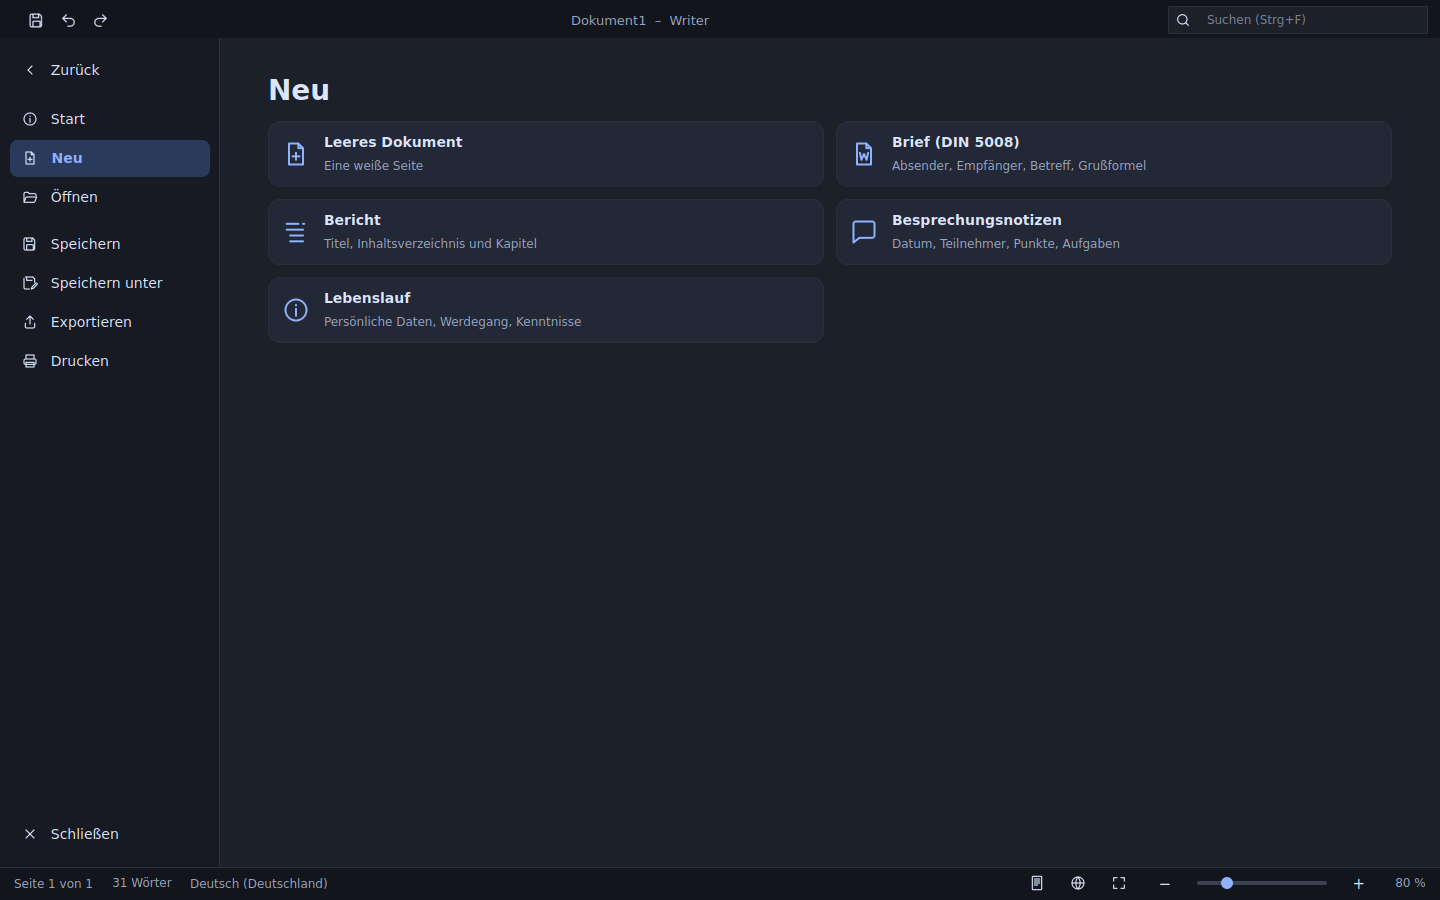 Dokument1 – Writer
Suchen (Strg+F)
Zurück
Start
Neu
Öffnen
Speichern
Speichern unter
Exportieren
Drucken
Schließen
Neu
Leeres Dokument
Eine weiße Seite
Brief (DIN 5008)
Absender, Empfänger, Betreff, Grußformel
Bericht
Titel, Inhaltsverzeichnis und Kapitel
Besprechungsnotizen
Datum, Teilnehmer, Punkte, Aufgaben
Lebenslauf
Persönliche Daten, Werdegang, Kenntnisse
Seite 1 von 1 31 Wörter Deutsch (Deutschland)
80 %